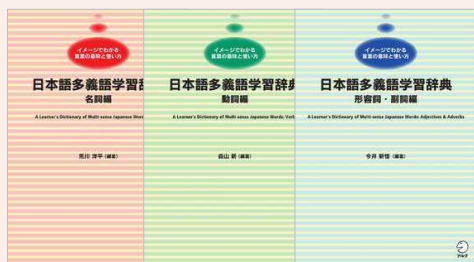 イメージでわかる
言葉の意味と使い方
日本語多義語学習
名詞編
A Learner's Dictionary of Multi-sense Japanese
荒川 洋平（編著）
イメージでわかる
言葉の意味と使い方
日本語多義語学習辞典
動詞編
A Learner's Dictionary of Multi-sense Japanese Words:
森山 新（編著）
イメージでわかる
言葉の意味と使い方
日本語多義語学習辞典
形容詞・副詞編
A Learner's Dictionary of Multi-sense Japanese Words: Adjectives & Adverbs
今井 新悟（編著）
アルク